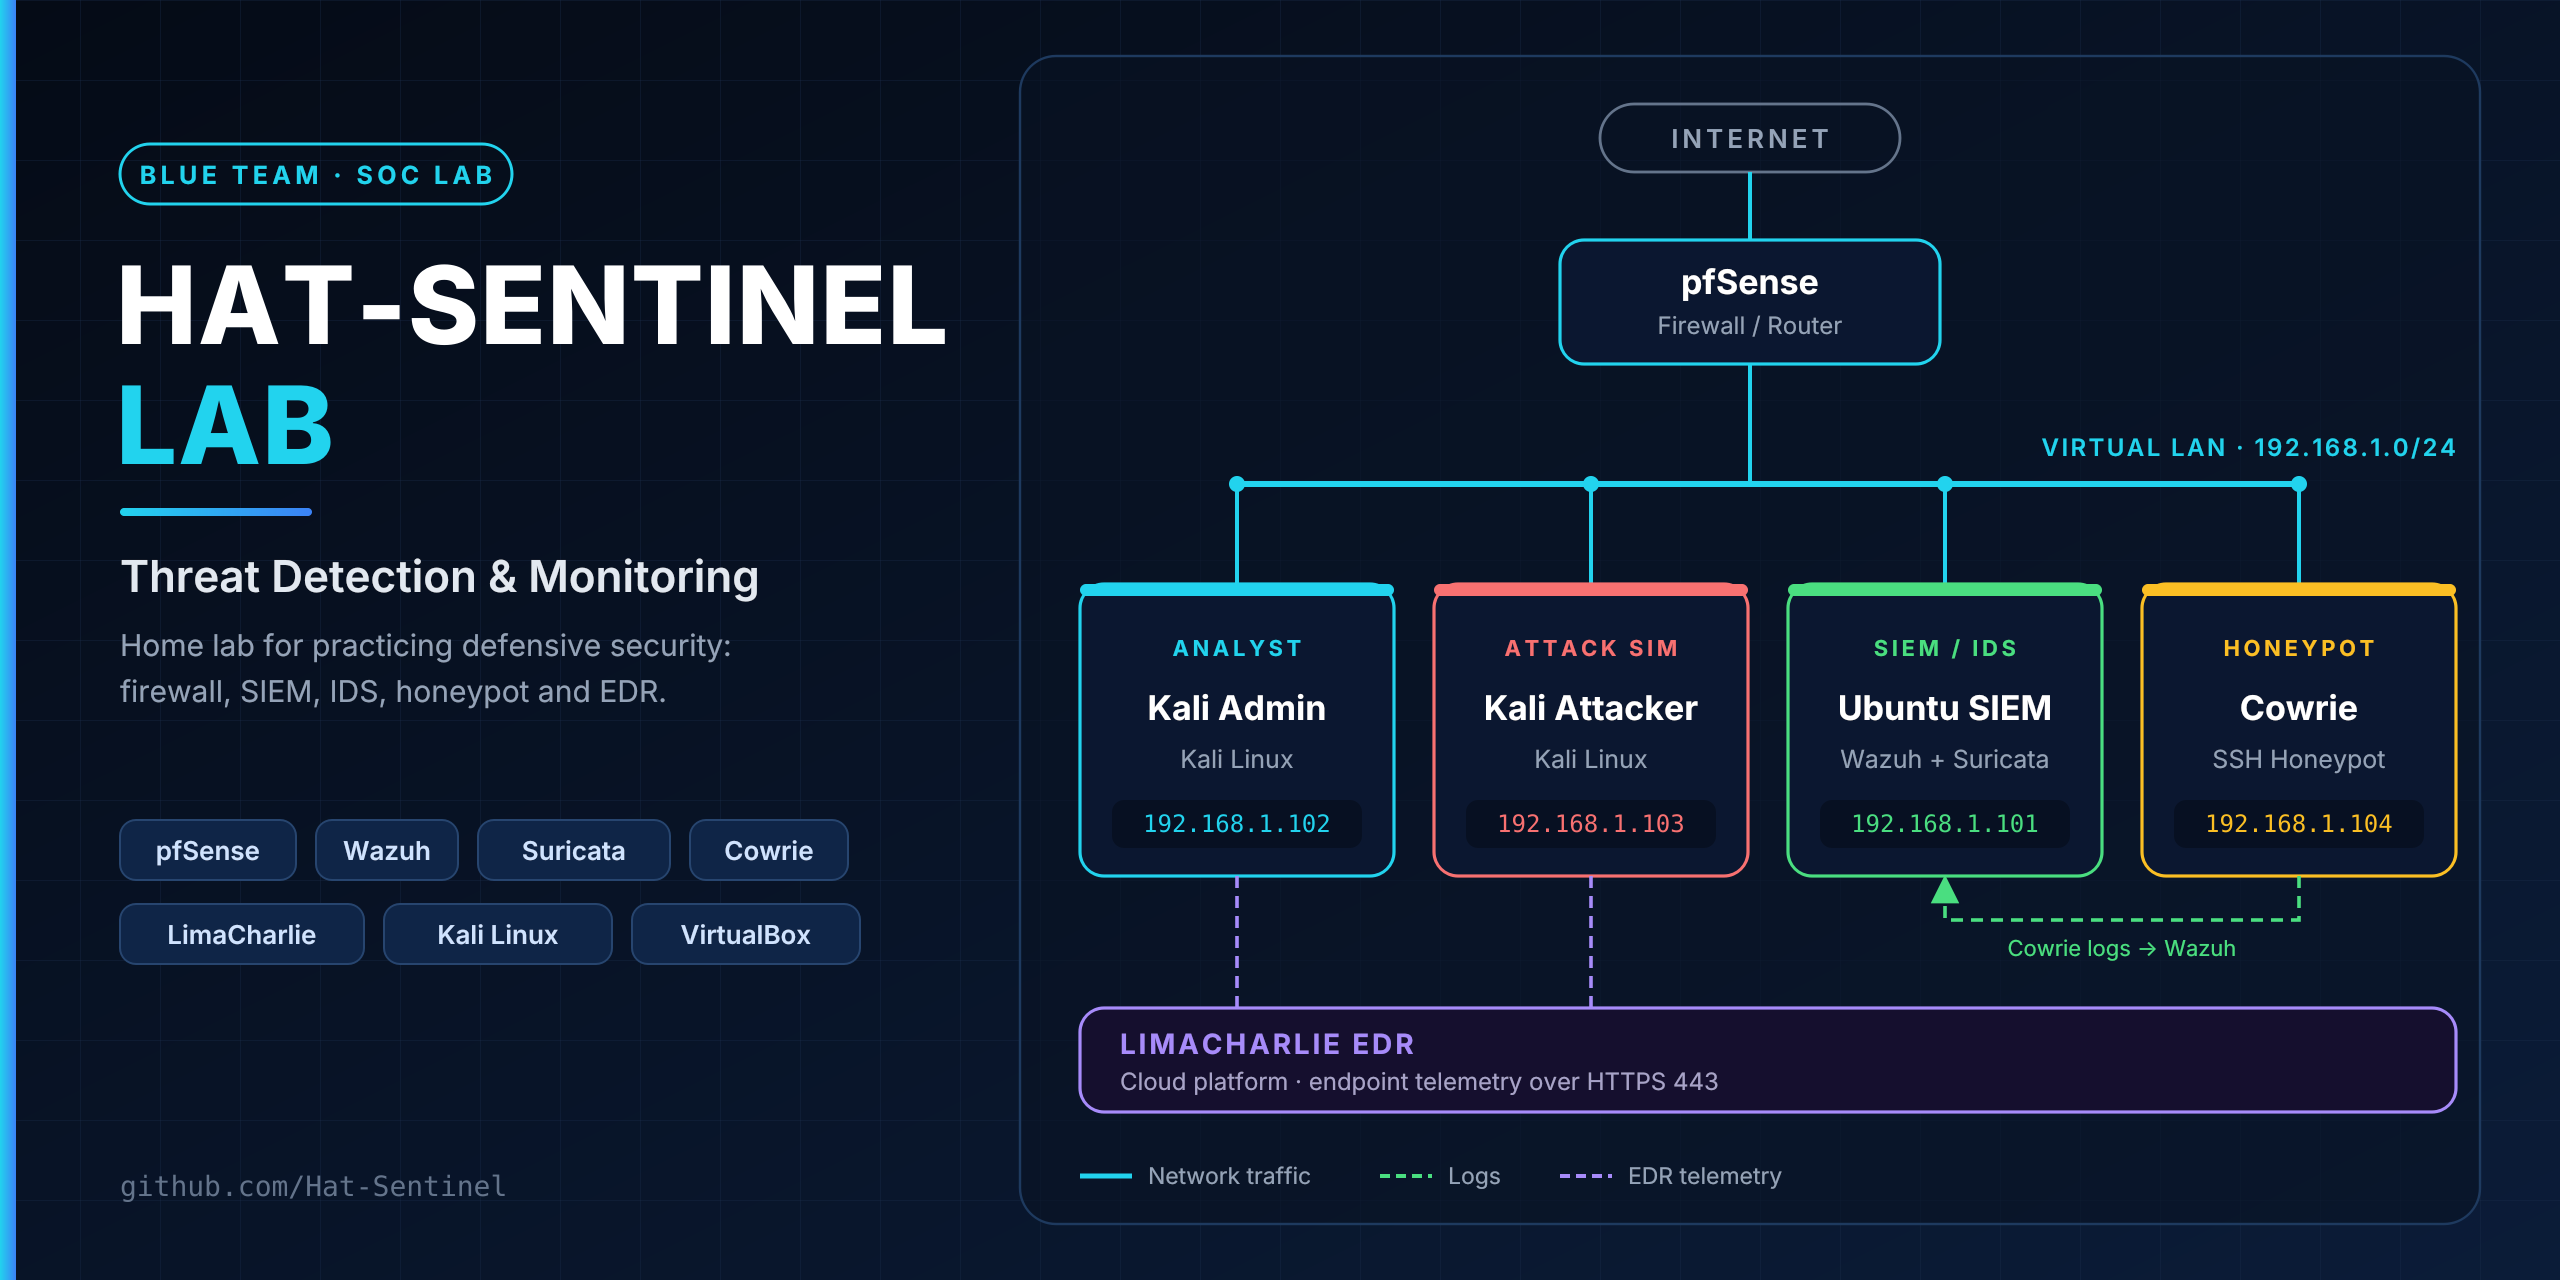 BLUE TEAM · SOC LAB
HAT-SENTINEL
LAB
Threat Detection & Monitoring
Home lab for practicing defensive security:
firewall, SIEM, IDS, honeypot and EDR.
pfSense
Wazuh
Suricata
Cowrie
LimaCharlie
Kali Linux
VirtualBox
github.com/Hat-Sentinel
INTERNET
pfSense
Firewall / Router
VIRTUAL LAN · 192.168.1.0/24
ANALYST
Kali Admin
Kali Linux
192.168.1.102
ATTACK SIM
Kali Attacker
Kali Linux
192.168.1.103
SIEM / IDS
Ubuntu SIEM
Wazuh + Suricata
192.168.1.101
HONEYPOT
Cowrie
SSH Honeypot
192.168.1.104
Cowrie logs → Wazuh
LIMACHARLIE EDR
Cloud platform · endpoint telemetry over HTTPS 443
Network traffic
Logs
EDR telemetry